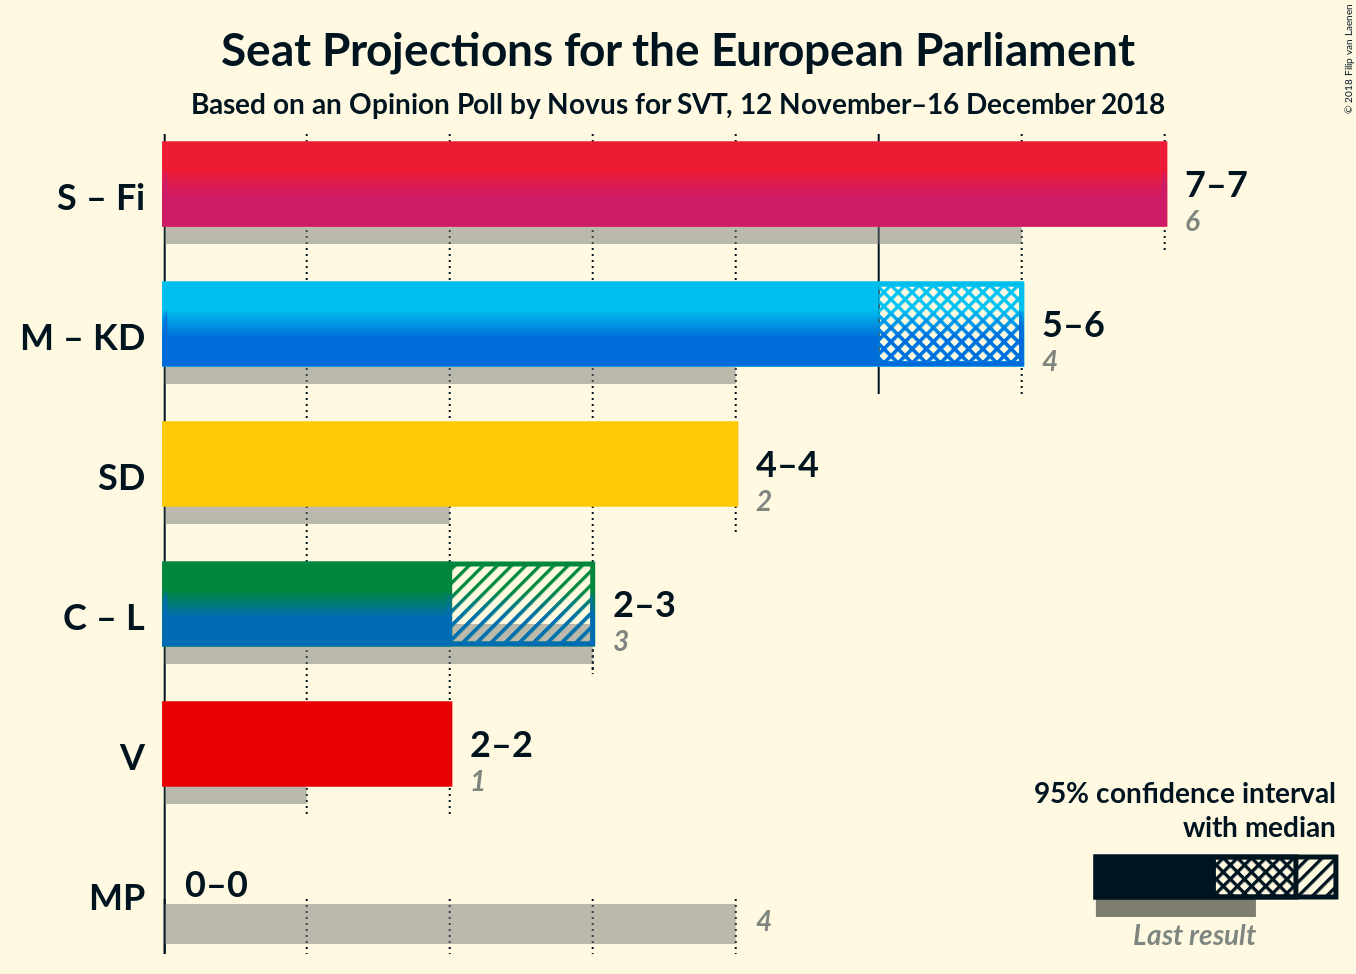 Seat Projections for the European Parliament
Based on an Opinion Poll by Novus for SVT, 12 November–16 December 2018
© 2018 Filip van Laenen
S – Fi
7–7
6
M – KD
5–6
4
SD
4–4
2
C – L
2–3
3
V
2–2
1
MP
0–0
4
95% confidence interval
with median
Last result